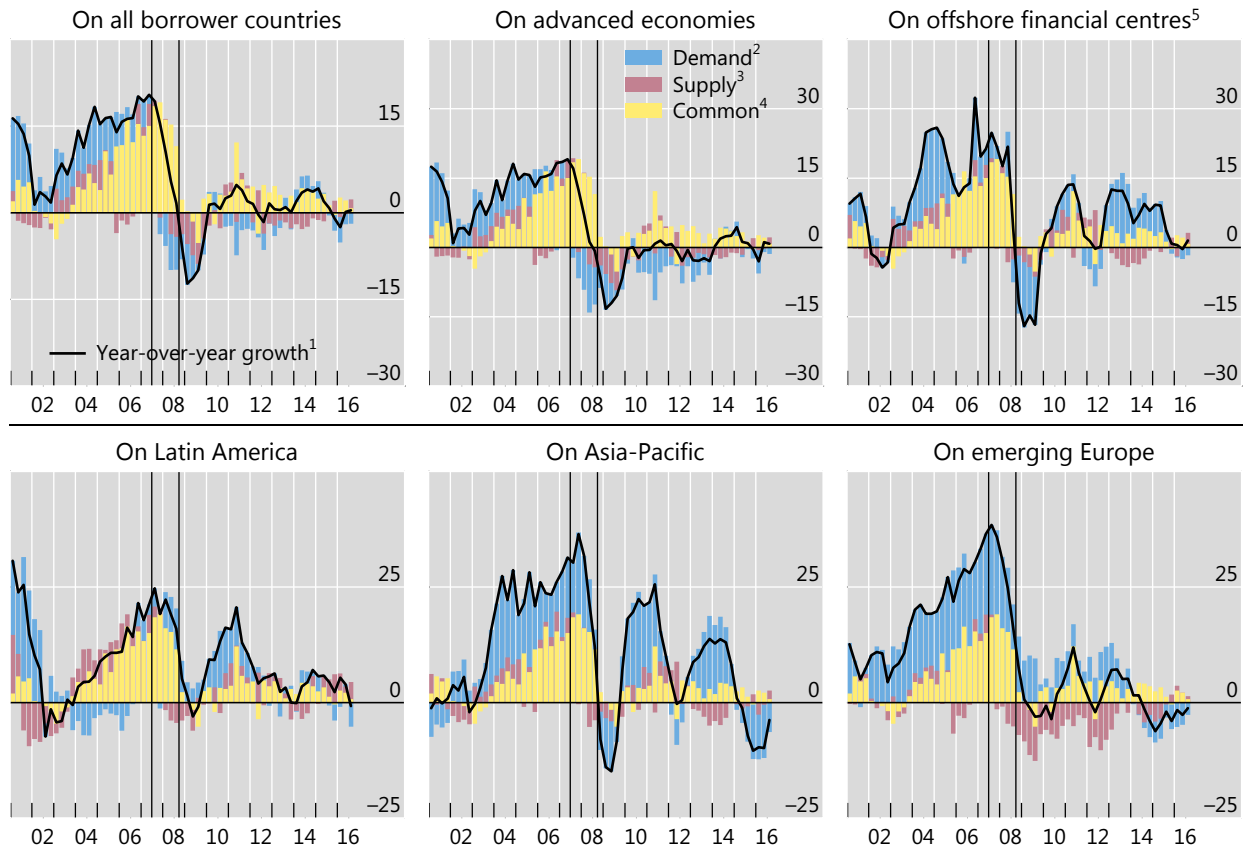 On all borrower countries
15
0
–15
–30
Year-over-year growth1
02 04 06 08 10 12 14 16
On advanced economies
Demand2
Supply3
Common4
30
15
0
–15
–30
02 04 06 08 10 12 14 16
On offshore financial centres5
30
15
0
–15
–30
02 04 06 08 10 12 14 16
On Latin America
25
0
–25
02 04 06 08 10 12 14 16
On Asia-Pacific
25
0
–25
02 04 06 08 10 12 14 16
On emerging Europe
25
0
–25
02 04 06 08 10 12 14 16